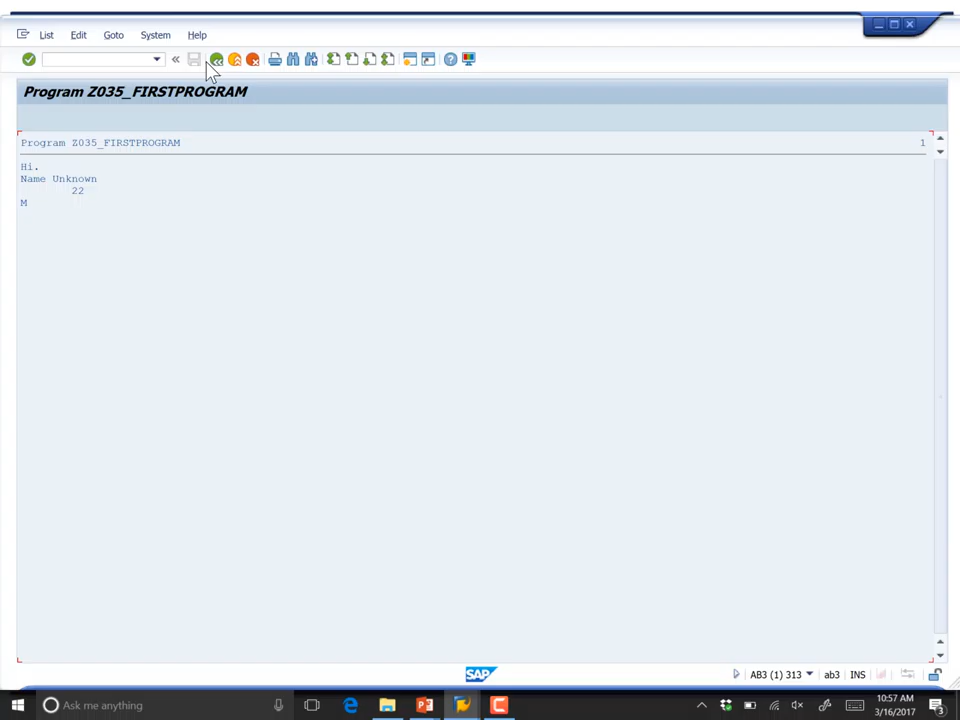 List Edit Goto System Help
Program Z035_FIRSTPROGRAM
Program Z035_FIRSTPROGRAM 1
Hi.
Name Unknown
22
M
SAP
AB3 (1) 313 ab3 INS
Ask me anything
10:57 AM
3/16/2017
3